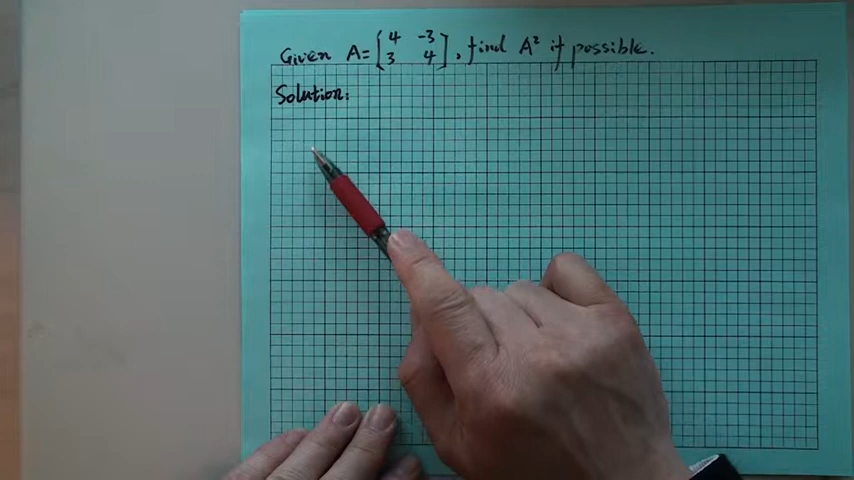 Given A = [4 -3
3 4], find A² if possible.
Solution: